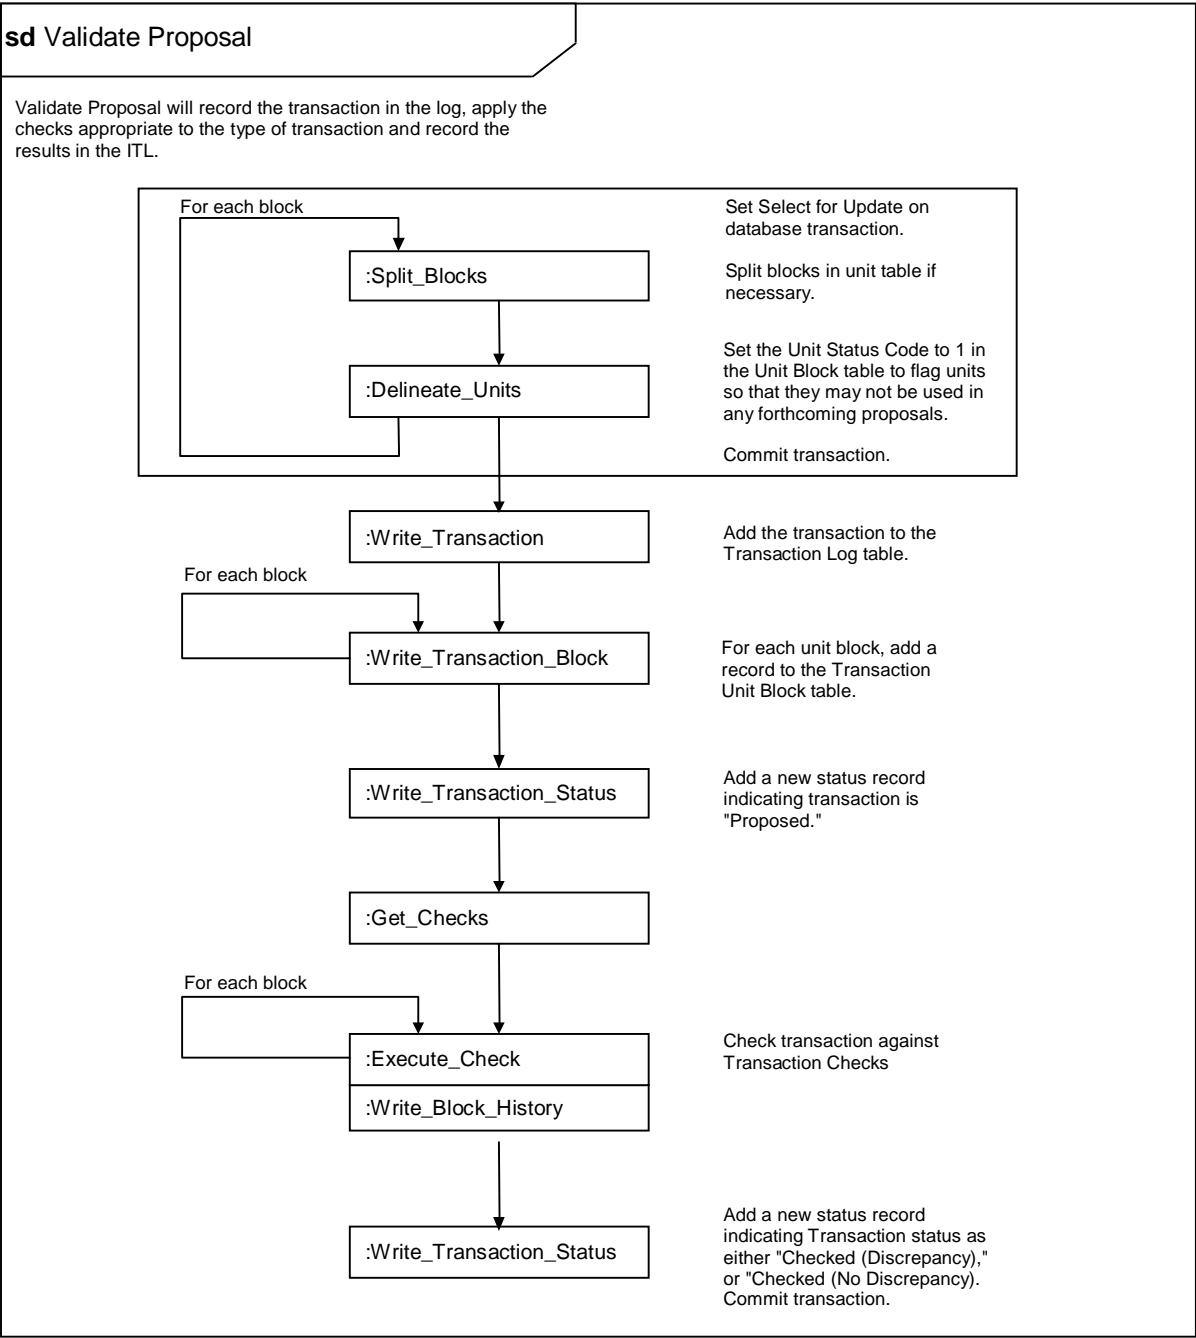 sd Validate Proposal
Validate Proposal will record the transaction in the log, apply the
checks appropriate to the type of transaction and record the
results in the ITL.
For each block
Set Select for Update on
database transaction.
:Split_Blocks
Split blocks in unit table if
necessary.
Set the Unit Status Code to 1 in
the Unit Block table to flag units
so that they may not be used in
any forthcoming proposals.
:Delineate_Units
Commit transaction.
:Write_Transaction
Add the transaction to the
Transaction Log table.
For each block
:Write_Transaction_Block
For each unit block, add a
record to the Transaction
Unit Block table.
:Write_Transaction_Status
Add a new status record
indicating transaction is
"Proposed."
:Get_Checks
For each block
:Execute_Check
Check transaction against
Transaction Checks
:Write_Block_History
:Write_Transaction_Status
Add a new status record
indicating Transaction status as
either "Checked (Discrepancy),"
or "Checked (No Discrepancy).
Commit transaction.